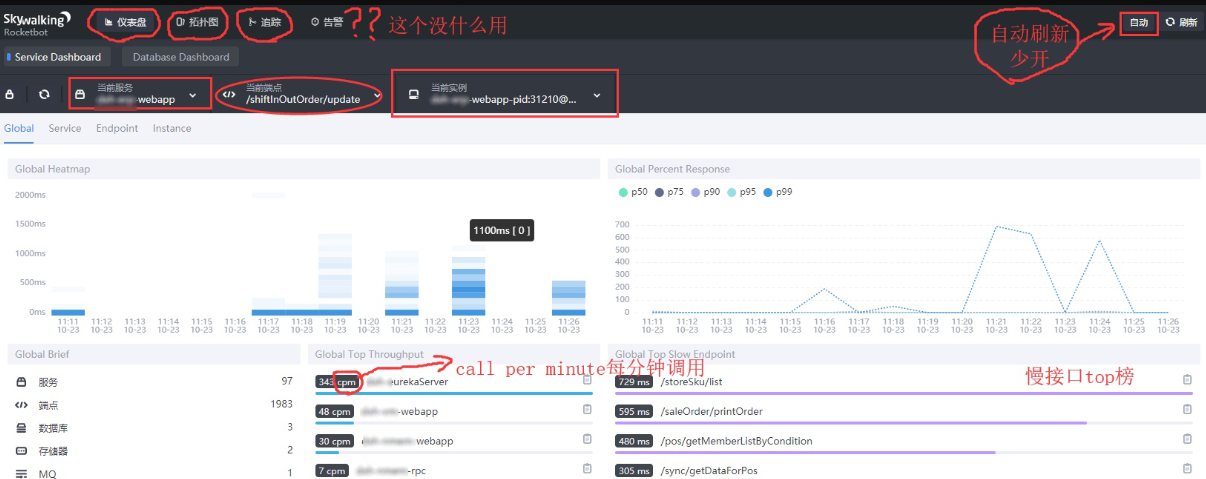 Skywalking
Rocketbot
仪表盘
拓扑图
追踪
告警
??
这个没什么用
自动刷新
少开
自动
刷新
Service Dashboard
Database Dashboard
当前服务
-webapp
当前端点
/shiftInOutOrder/update
当前实例
-webapp-pid:31210@...
Global
Service
Endpoint
Instance
Global Heatmap
2000ms
1500ms
1000ms
500ms
0ms
1100ms [ 0 ]
11:11 11:12 11:13 11:14 11:15 11:16 11:17 11:18 11:19 11:20 11:21 11:22 11:23 11:24 11:25 11:26
10-23 10-23 10-23 10-23 10-23 10-23 10-23 10-23 10-23 10-23 10-23 10-23 10-23 10-23 10-23 10-23
Global Percent Response
p50 p75 p90 p95 p99
700
600
500
400
300
200
100
0
11:11 11:12 11:13 11:14 11:15 11:16 11:17 11:18 11:19 11:20 11:21 11:22 11:23 11:24 11:25 11:26
10-23 10-23 10-23 10-23 10-23 10-23 10-23 10-23 10-23 10-23 10-23 10-23 10-23 10-23 10-23 10-23
Global Brief
服务 97
端点 1983
数据库 3
存储器 2
MQ 1
Global Top Throughput
call per minute每分钟调用
343 cpm urekaServer
48 cpm -webapp
30 cpm webapp
7 cpm -rpc
Global Top Slow Endpoint
慢接口top榜
729 ms /storeSku/list
595 ms /saleOrder/printOrder
480 ms /pos/getMemberListByCondition
305 ms /sync/getDataForPos